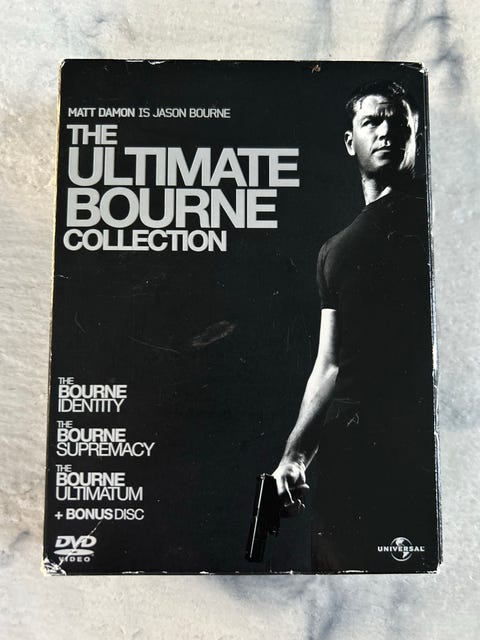 MATT DAMON IS JASON BOURNE
THE
ULTIMATE
BOURNE
COLLECTION
THE
BOURNE
IDENTITY
THE
BOURNE
SUPREMACY
THE
BOURNE
ULTIMATUM
+ BONUS DISC
DVD
VIDEO
UNIVERSAL